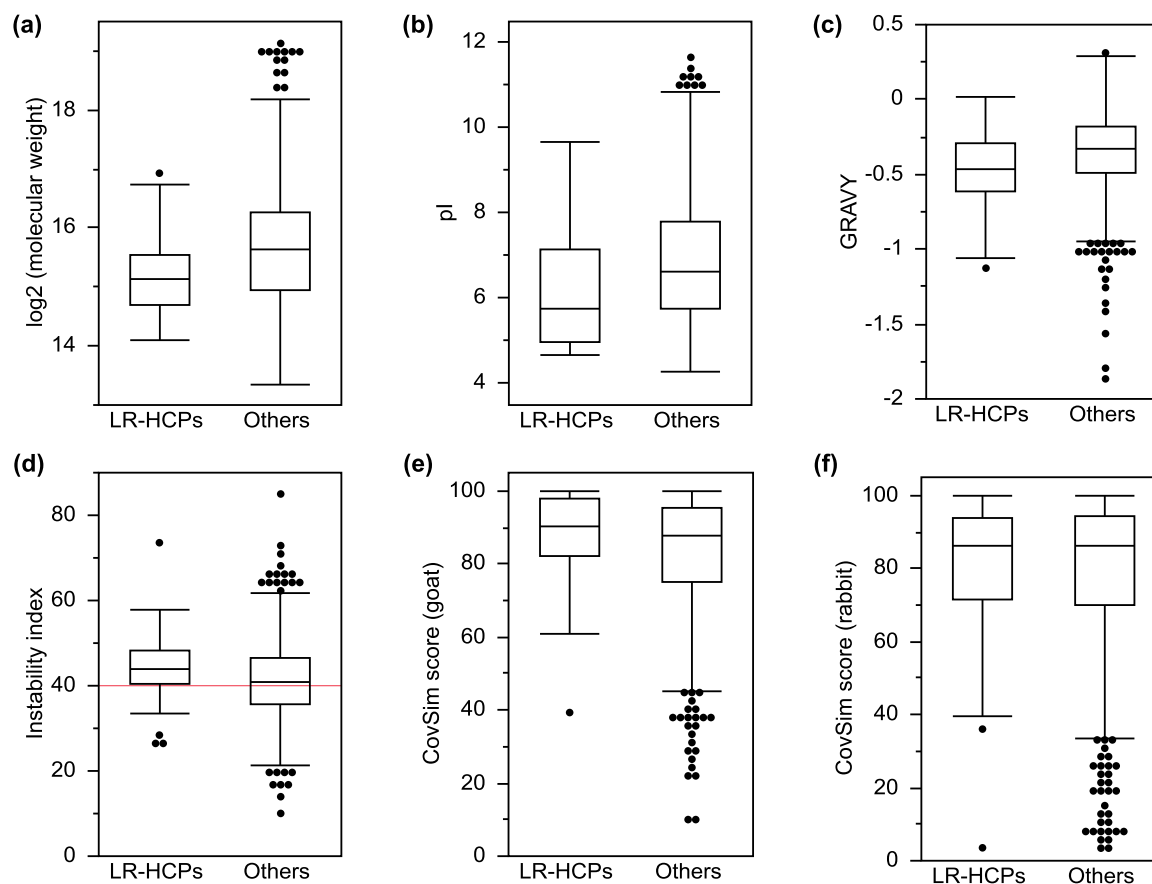 (a)
log2 (molecular weight)
18
16
14
LR-HCPs Others
(b)
pI
12
10
8
6
4
LR-HCPs Others
(c)
GRAVY
0.5
0
-0.5
-1
-1.5
-2
LR-HCPs Others
(d)
Instability index
80
60
40
20
0
LR-HCPs Others
(e)
CovSim score (goat)
100
80
60
40
20
0
LR-HCPs Others
(f)
CovSim score (rabbit)
100
80
60
40
20
0
LR-HCPs Others